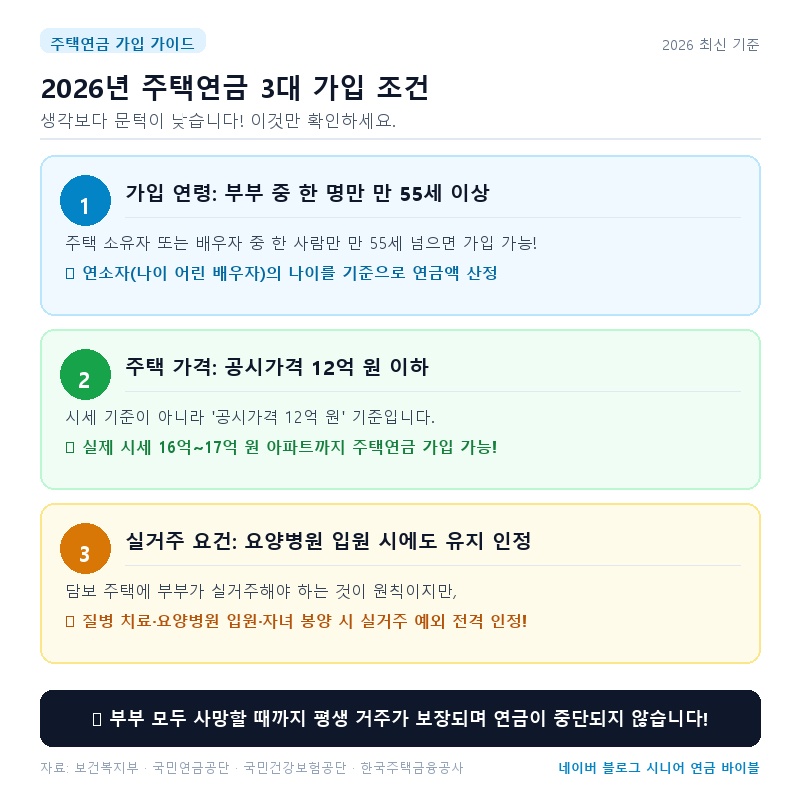 주택연금 가입 가이드
2026 최신 기준
2026년 주택연금 3대 가입 조건
생각보다 문턱이 낮습니다! 이것만 확인하세요.
1
가입 연령: 부부 중 한 명만 만 55세 이상
주택 소유자 또는 배우자 중 한 사람만 만 55세 넘으면 가입 가능!
연소자(나이 어린 배우자)의 나이를 기준으로 연금액 산정
2
주택 가격: 공시가격 12억 원 이하
시세 기준이 아니라 '공시가격 12억 원' 기준입니다.
실제 시세 16억~17억 원 아파트까지 주택연금 가입 가능!
3
실거주 요건: 요양병원 입원 시에도 유지 인정
담보 주택에 부부가 실거주해야 하는 것이 원칙이지만,
질병 치료·요양병원 입원·자녀 봉양 시 실거주 예외 전격 인정!
부부 모두 사망할 때까지 평생 거주가 보장되며 연금이 중단되지 않습니다!
자료: 보건복지부 · 국민연금공단 · 국민건강보험공단 · 한국주택금융공사
네이버 블로그 시니어 연금 바이블